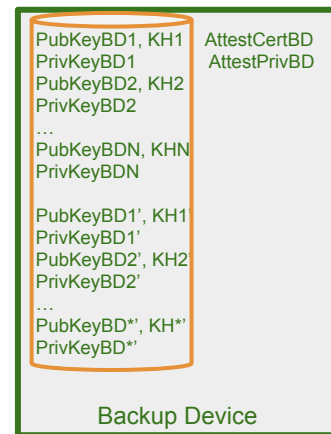 PubKeyBD1, KH1 AttestCertBD
PrivKeyBD1 AttestPrivBD
PubKeyBD2, KH2
PrivKeyBD2
…
PubKeyBDN, KHN
PrivKeyBDN
PubKeyBD1’, KH1’
PrivKeyBD1’
PubKeyBD2’, KH2’
PrivKeyBD2’
…
PubKeyBD*’, KH*’
PrivKeyBD*’
Backup Device